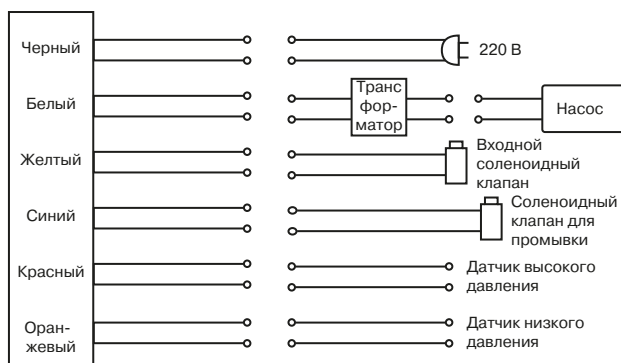 Черный
220 В
Белый
Транс
фор-
матор
Насос
Желтый
Входной
соленоидный
клапан
Синий
Соленоидный
клапан для
промывки
Красный
Датчик высокого
давления
Оран-
жевый
Датчик низкого
давления